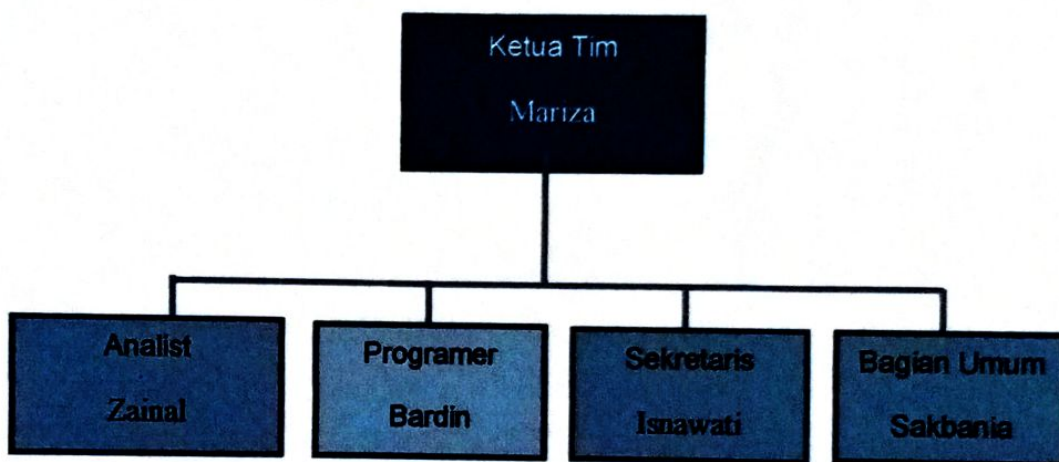 Ketua Tim
Mariza
Analist
Zainal
Programer
Bardin
Sekretaris
Isnawati
Bagian Umum
Sakbania